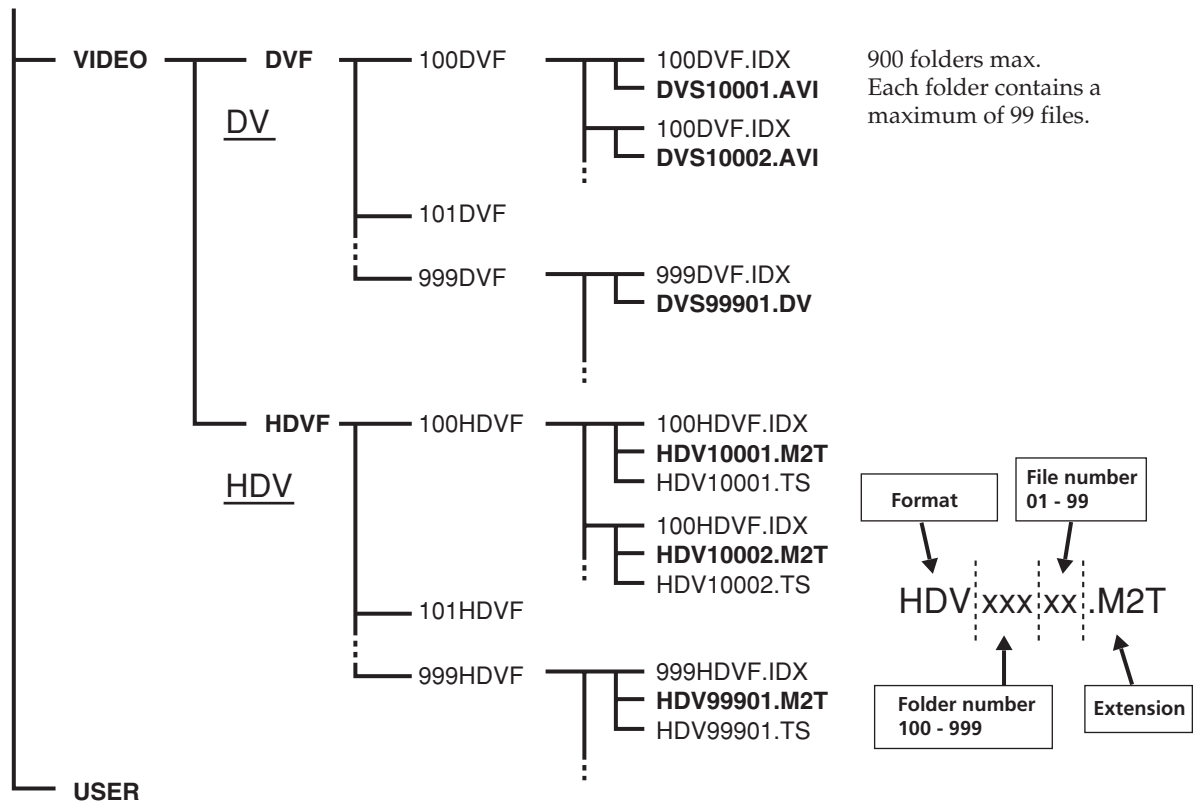 VIDEO
DVF
100DVF
100DVF.IDX
DVS10001.AVI
100DVF.IDX
DVS10002.AVI
900 folders max.
Each folder contains a
maximum of 99 files.
DV
101DVF
999DVF
999DVF.IDX
DVS99901.DV
HDVF
100HDVF
100HDVF.IDX
HDV10001.M2T
HDV10001.TS
100HDVF.IDX
HDV10002.M2T
HDV10002.TS
HDV
101HDVF
999HDVF
999HDVF.IDX
HDV99901.M2T
HDV99901.TS
Format
File number
01 - 99
HDV xxx xx .M2T
Folder number
100 - 999
Extension
USER